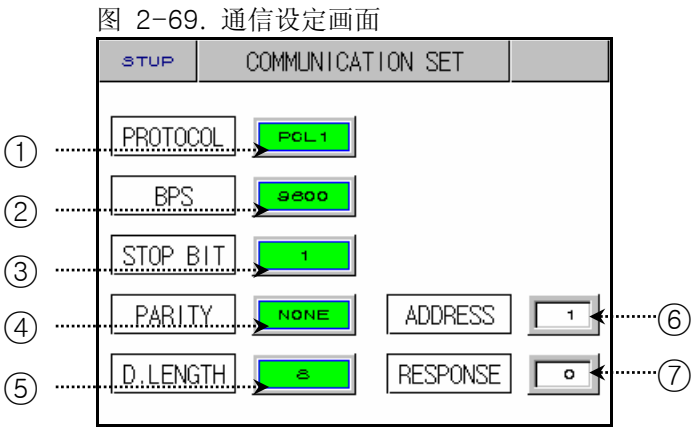 图 2-69. 通信设定画面
STUP COMMUNICATION SET
① PROTOCOL PCL1
② BPS 9600
③ STOP BIT 1
④ PARITY NONE ADDRESS 1 ⑥
⑤ D.LENGTH 8 RESPONSE 0 ⑦